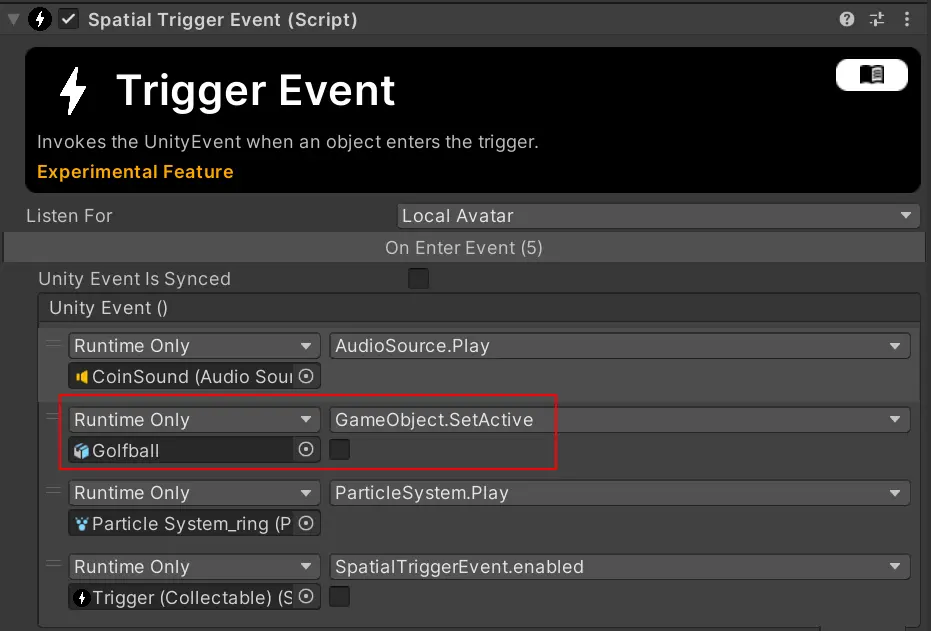 Spatial Trigger Event (Script)
Trigger Event
Invokes the UnityEvent when an object enters the trigger.
Experimental Feature
Listen For Local Avatar
On Enter Event (5)
Unity Event Is Synced
Unity Event ()
Runtime Only AudioSource.Play
CoinSound (Audio Sour
Runtime Only GameObject.SetActive
Golfball
Runtime Only ParticleSystem.Play
Particle System_ring (P
Runtime Only SpatialTriggerEvent.enabled
Trigger (Collectable) (S